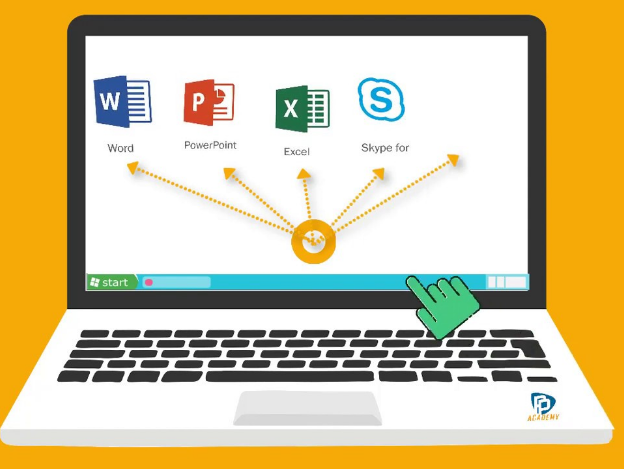 W
P
X
S
Word
PowerPoint
Excel
Skype for
start
ACADEMY